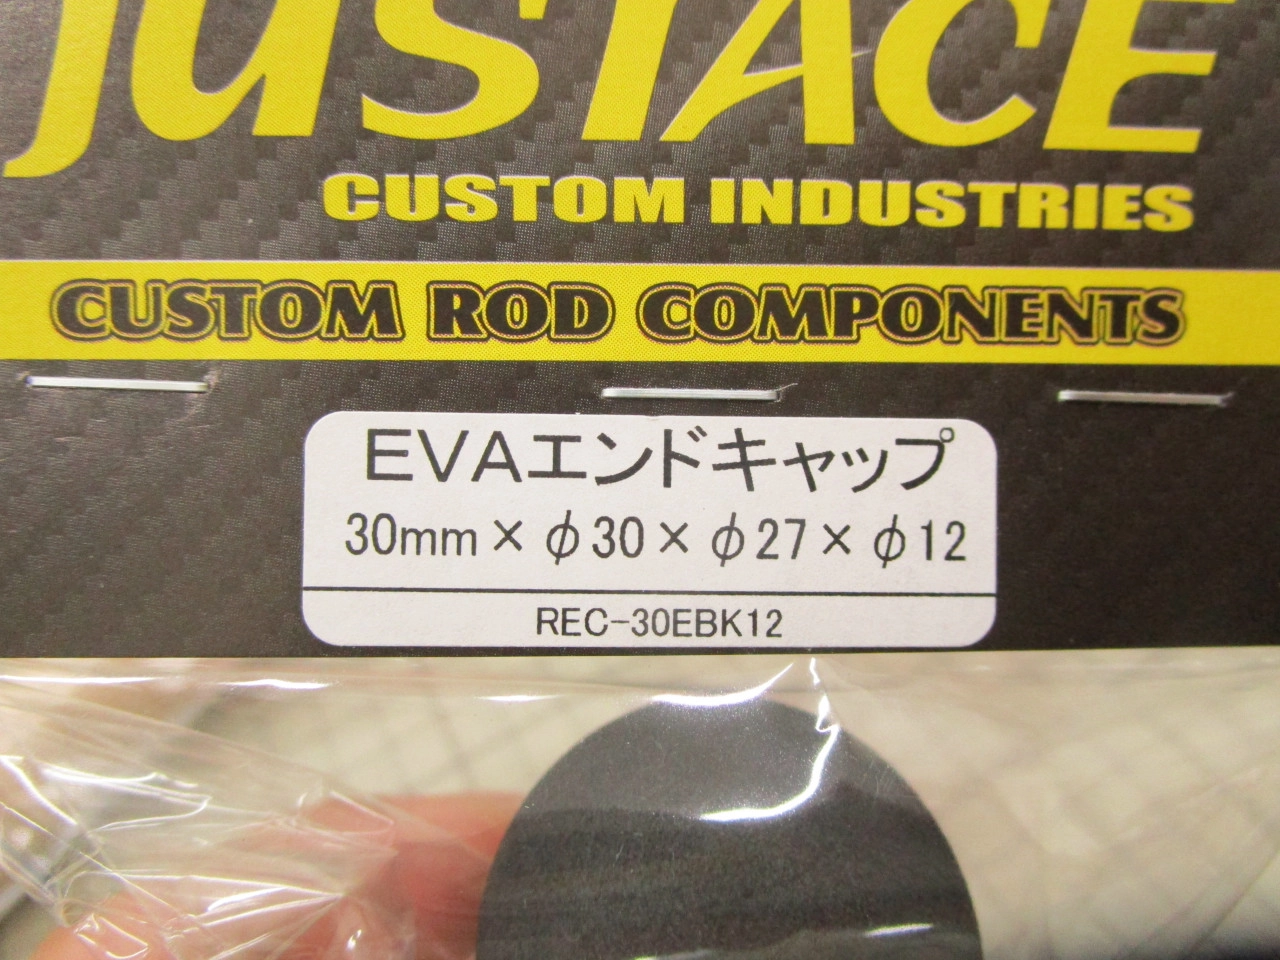 JUSTACE
CUSTOM INDUSTRIES
CUSTOM ROD COMPONENTS
EVAエンドキャップ
30mm×φ30×φ27×φ12
REC-30EBK12